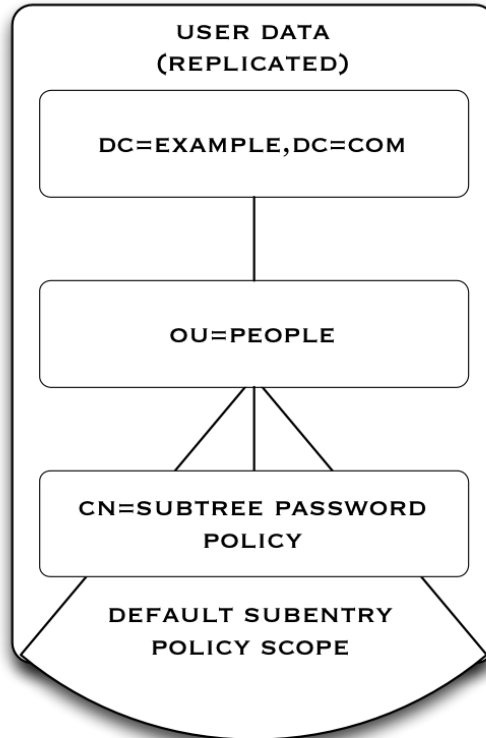 USER DATA
(REPLICATED)
DC=EXAMPLE,DC=COM
OU=PEOPLE
CN=SUBTREE PASSWORD
POLICY
DEFAULT SUBENTRY
POLICY SCOPE